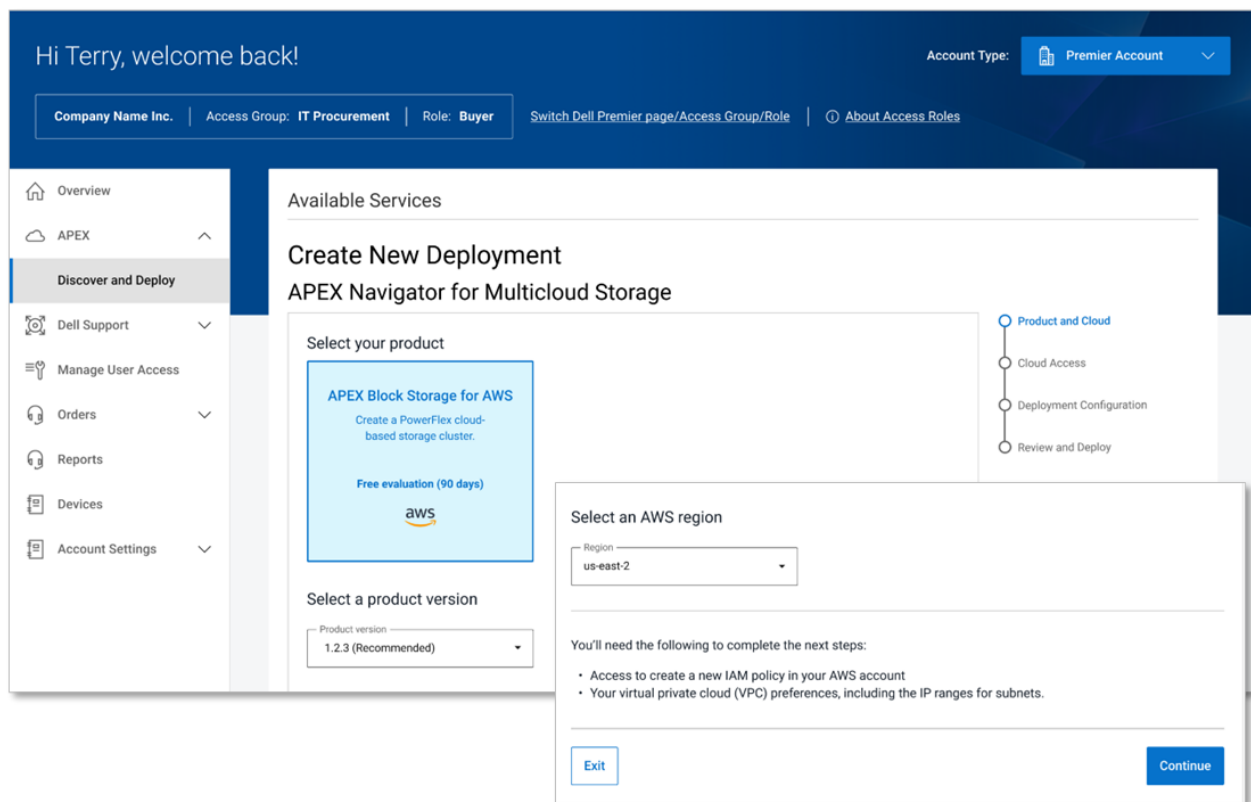 Hi Terry, welcome back!
Account Type:
Premier Account
Company Name Inc.
Access Group: IT Procurement
Role: Buyer
Switch Dell Premier page/Access Group/Role
About Access Roles
Overview
APEX
Discover and Deploy
Dell Support
Manage User Access
Orders
Reports
Devices
Account Settings
Available Services
Create New Deployment
APEX Navigator for Multicloud Storage
Select your product
APEX Block Storage for AWS
Create a PowerFlex cloud-
based storage cluster.
Free evaluation (90 days)
aws
Select a product version
Product version
1.2.3 (Recommended)
Product and Cloud
Cloud Access
Deployment Configuration
Review and Deploy
Select an AWS region
Region
us-east-2
You'll need the following to complete the next steps:
• Access to create a new IAM policy in your AWS account
• Your virtual private cloud (VPC) preferences, including the IP ranges for subnets.
Exit
Continue